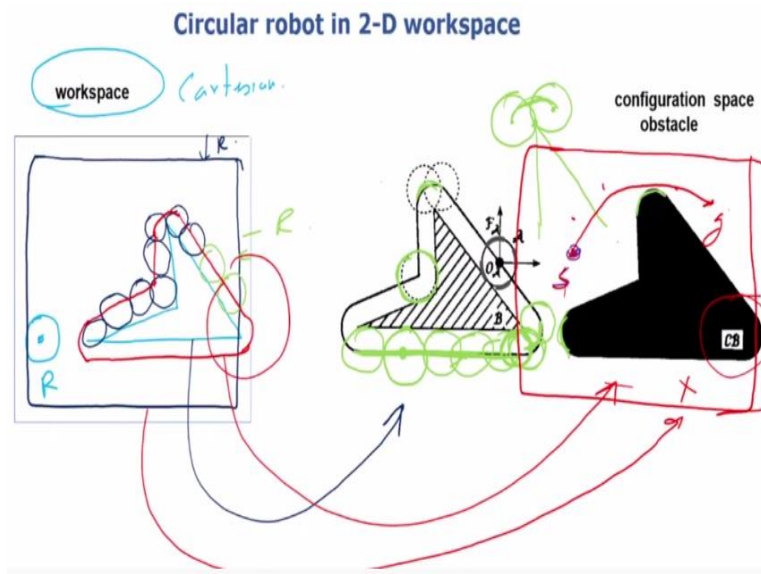 Circular robot in 2-D workspace
workspace
Cartesian.
R.
R
R
configuration space
obstacle
A
B
S
g
CB
X